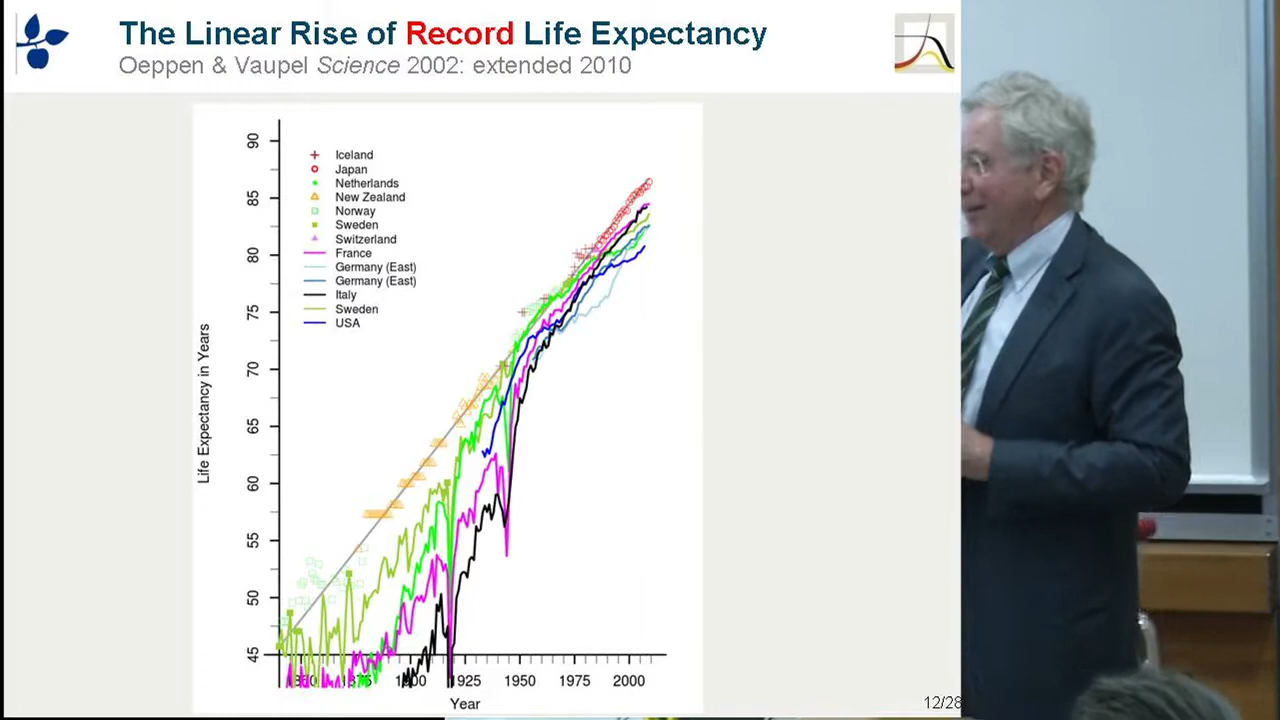 The Linear Rise of Record Life Expectancy
Oeppen & Vaupel Science 2002: extended 2010
90
85
80
75
70
65
60
55
50
45
Life Expectancy in Years
Iceland
Japan
Netherlands
New Zealand
Norway
Sweden
Switzerland
France
Germany (East)
Germany (East)
Italy
Sweden
USA
1850 1875 1900 1925 1950 1975 2000
Year
12/28